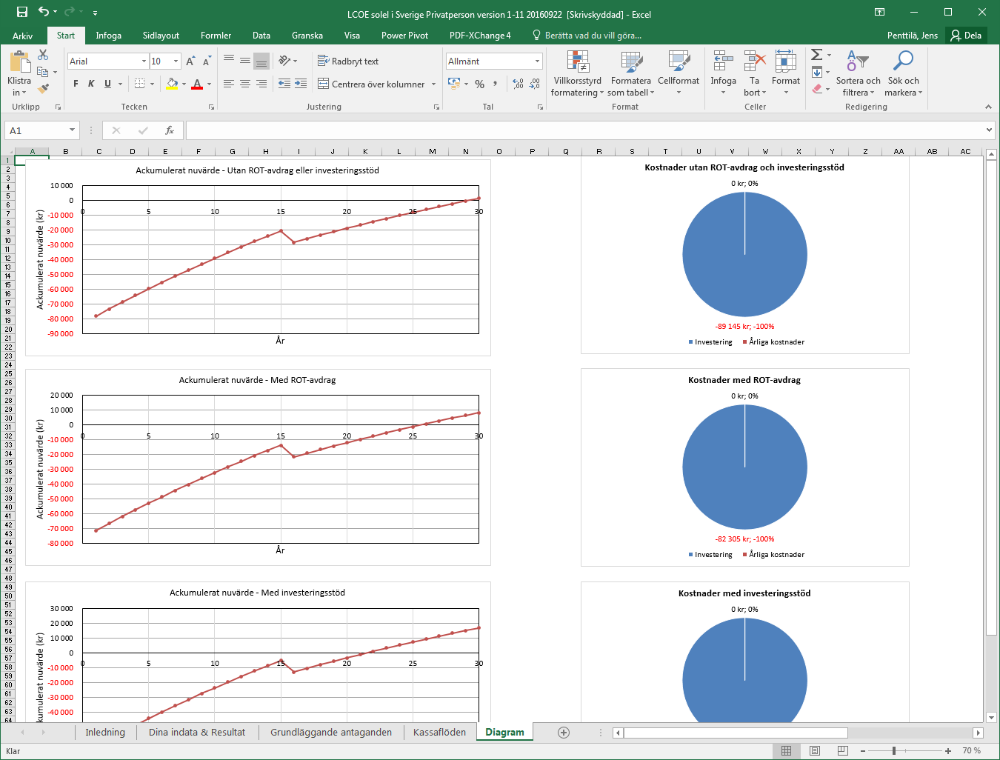 LCOE solel i Sverige Privatperson version 1-11 20160922 [Skrivskyddad] - Excel
Arkiv Start Infoga Sidlayout Formler Data Granska Visa Power Pivot PDF-XChange 4 Berätta vad du vill göra... Penttilä, Jens Dela
Klistra in
Arial 10
F K U
Radbryt text
Centrera över kolumner
Allmänt
%
Villkorsstyrd formatering
Formatera som tabell
Cellformat
Infoga
Ta bort
Format
Sortera och filtrera
Sök och markera
Urklipp Tecken Justering Tal Format Celler Redigering
A1 fx
A B C D E F G H I J K L M N O P Q R S T U V W X Y Z AA AB AC
1
2
3
4
5
6
7
8
9
10
11
12
13
14
15
16
17
18
19
20
21
22
23
24
25
26
27
28
29
30
31
32
33
34
35
36
37
38
39
40
41
42
43
44
45
46
47
48
49
50
51
52
53
54
55
56
57
58
59
60
61
62
63
64
Ackumulerat nuvärde - Utan ROT-avdrag eller investeringsstöd
Ackumulerat nuvärde (kr)
10 000
0
-10 000
-20 000
-30 000
-40 000
-50 000
-60 000
-70 000
-80 000
-90 000
0 5 10 15 20 25 30
År
Kostnader utan ROT-avdrag och investeringsstöd
0 kr; 0%
-89 145 kr; -100%
Investering Årliga kostnader
Ackumulerat nuvärde - Med ROT-avdrag
Ackumulerat nuvärde (kr)
20 000
10 000
0
-10 000
-20 000
-30 000
-40 000
-50 000
-60 000
-70 000
-80 000
0 5 10 15 20 25 30
År
Kostnader med ROT-avdrag
0 kr; 0%
-82 305 kr; -100%
Investering Årliga kostnader
Ackumulerat nuvärde - Med investeringsstöd
kumulerat nuvärde (kr)
30 000
20 000
10 000
0
-10 000
-20 000
-30 000
-40 000
0 5 10 15 20 25 30
Kostnader med investeringsstöd
0 kr; 0%
Inledning Dina indata & Resultat Grundläggande antaganden Kassaflöden Diagram
Klar 70 %